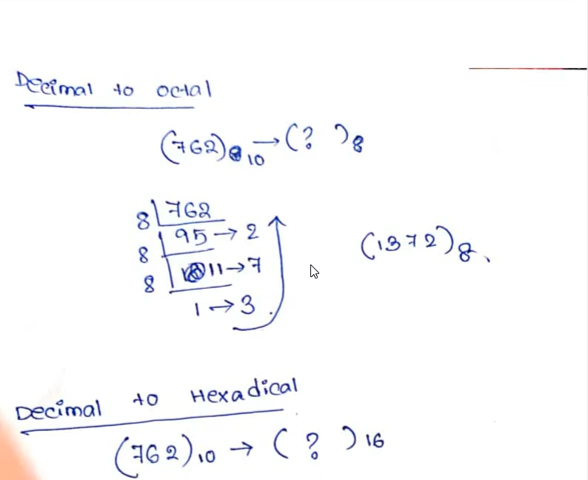 Decimal to octal
(762)10 → (? )8
8 762
8 95 → 2
8 11 → 7
1 → 3
(1372)8.
Decimal to Hexadical
(762)10 → ( ? )16